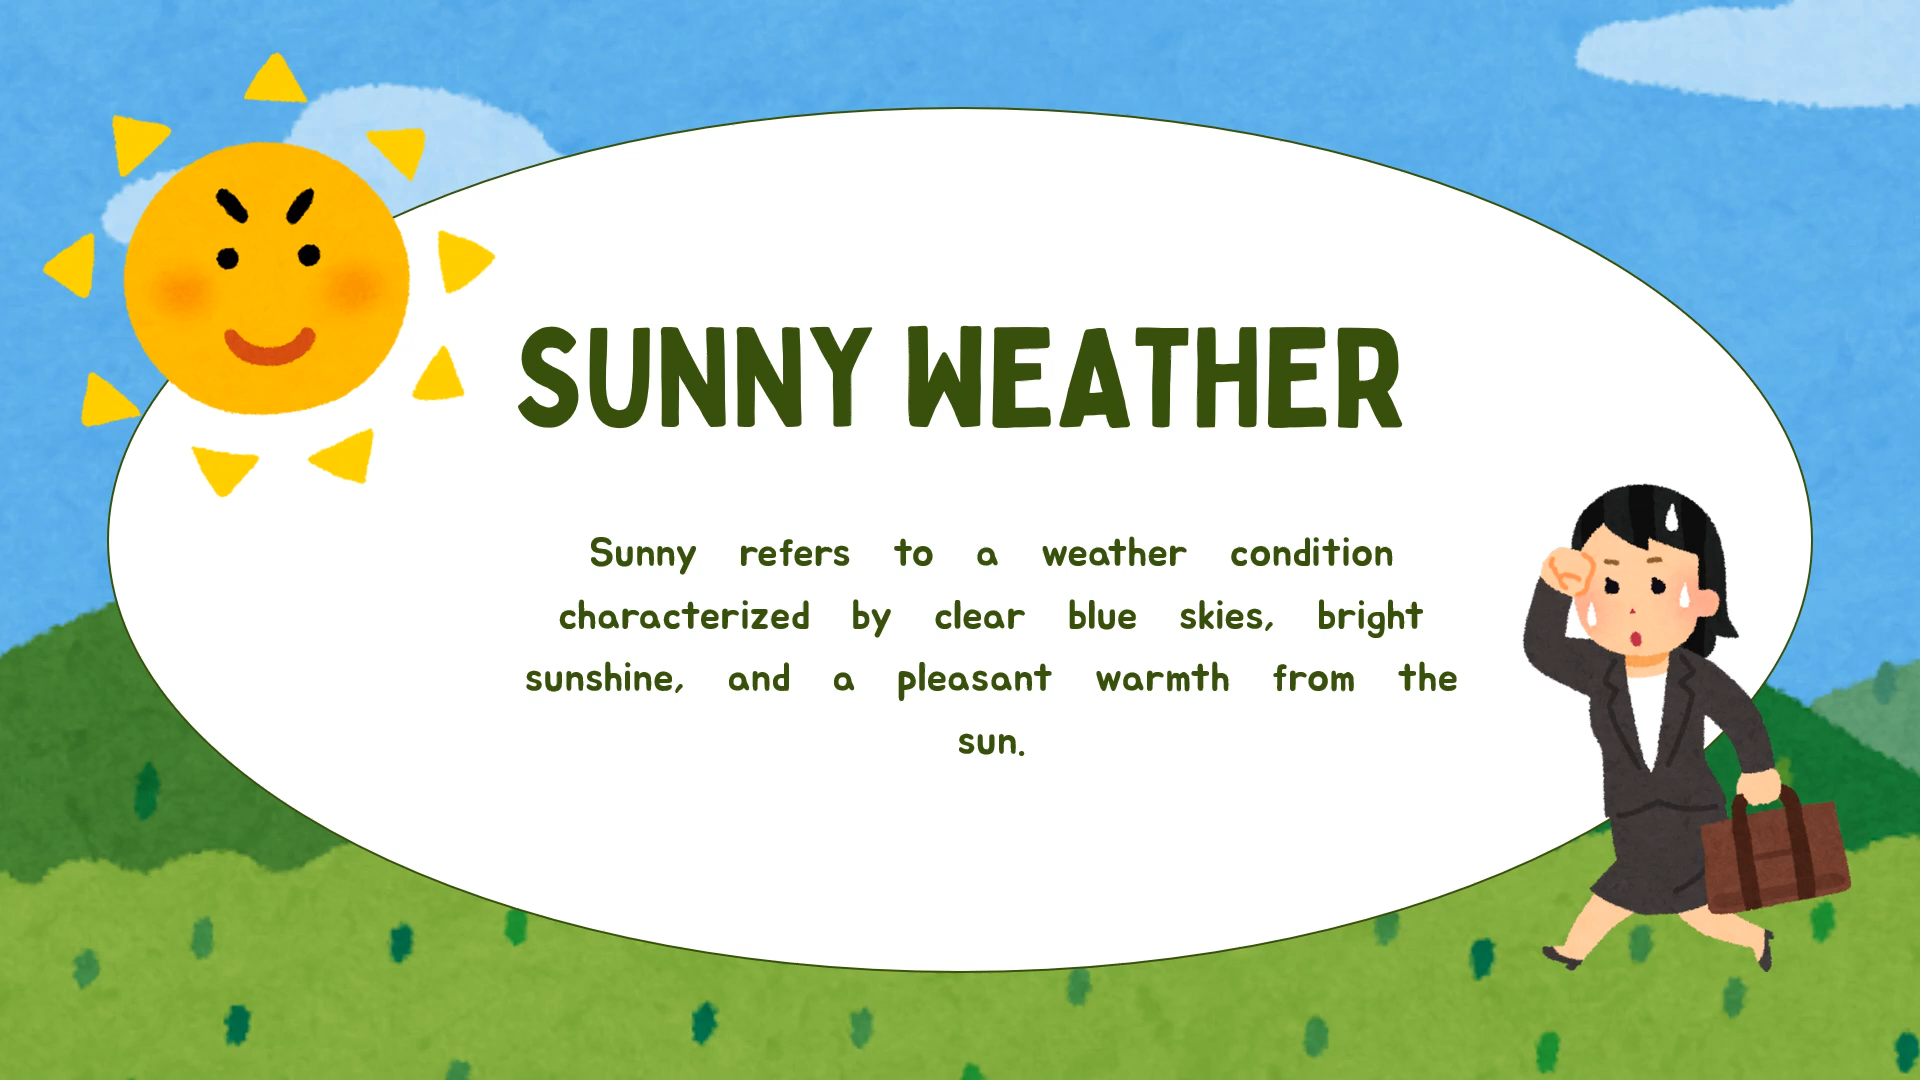 SUNNY WEATHER
Sunny refers to a weather condition
characterized by clear blue skies, bright
sunshine, and a pleasant warmth from the
sun.